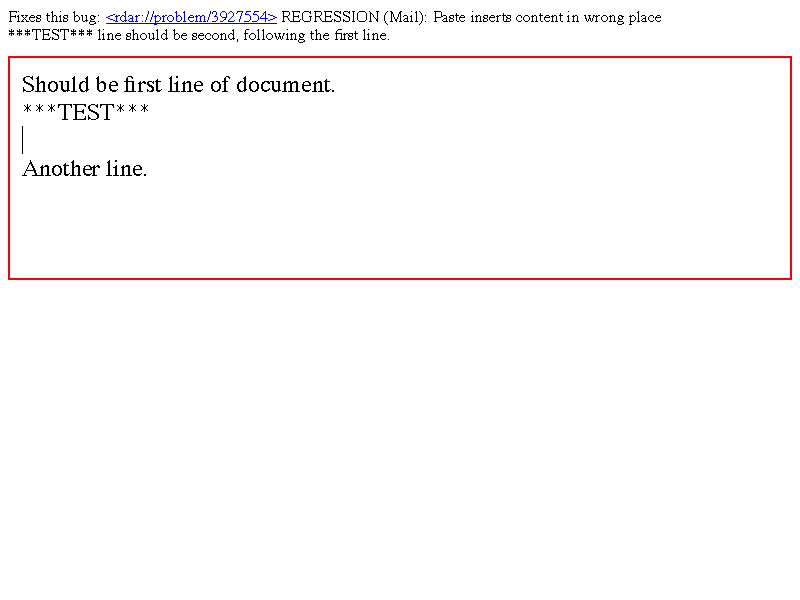 Fixes this bug: <rdar://problem/3927554> REGRESSION (Mail): Paste inserts content in wrong place
***TEST*** line should be second, following the first line.
Should be first line of document.
***TEST***
Another line.